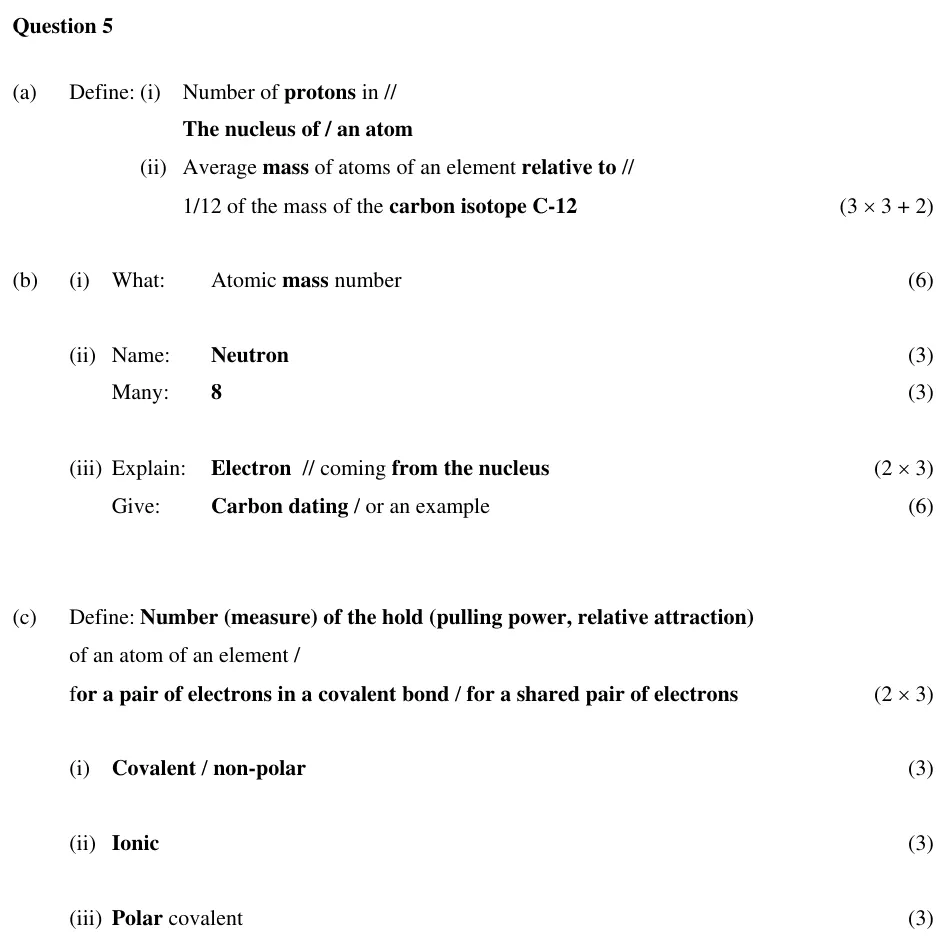 Question 5
(a) Define: (i) Number of protons in //
The nucleus of / an atom
(ii) Average mass of atoms of an element relative to //
1/12 of the mass of the carbon isotope C-12 (3 × 3 + 2)
(b) (i) What: Atomic mass number (6)
(ii) Name: Neutron (3)
Many: 8 (3)
(iii) Explain: Electron // coming from the nucleus (2 × 3)
Give: Carbon dating / or an example (6)
(c) Define: Number (measure) of the hold (pulling power, relative attraction)
of an atom of an element /
for a pair of electrons in a covalent bond / for a shared pair of electrons (2 × 3)
(i) Covalent / non-polar (3)
(ii) Ionic (3)
(iii) Polar covalent (3)